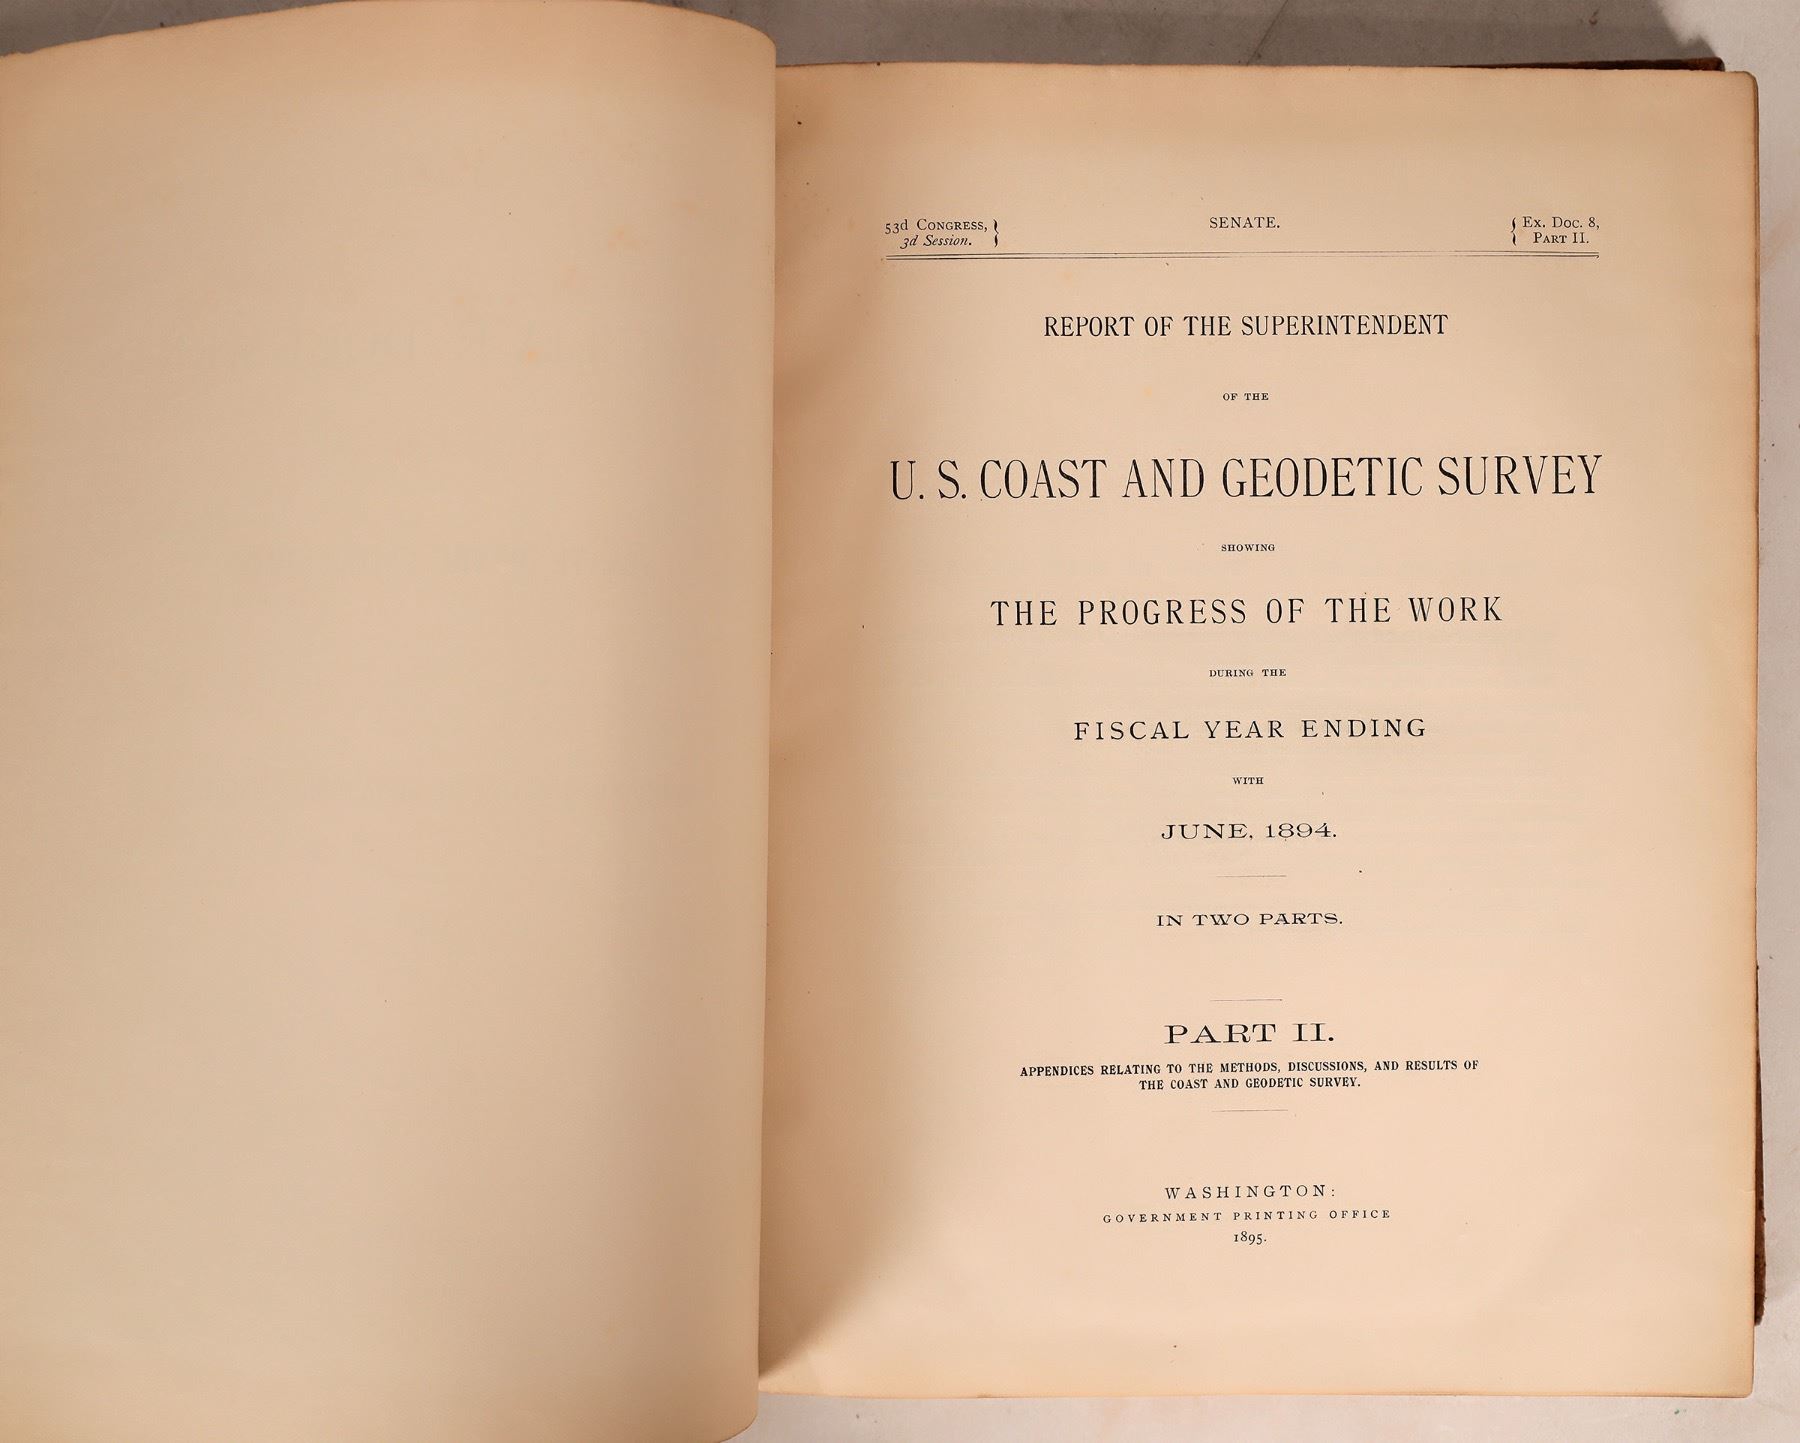 53d Congress, } SENATE. { Ex. Doc. 8,
3d Session. } { Part II.
REPORT OF THE SUPERINTENDENT
OF THE
U. S. COAST AND GEODETIC SURVEY
SHOWING
THE PROGRESS OF THE WORK
DURING THE
FISCAL YEAR ENDING
WITH
JUNE, 1894.
IN TWO PARTS.
PART II.
APPENDICES RELATING TO THE METHODS, DISCUSSIONS, AND RESULTS OF
THE COAST AND GEODETIC SURVEY.
WASHINGTON:
GOVERNMENT PRINTING OFFICE
1895.